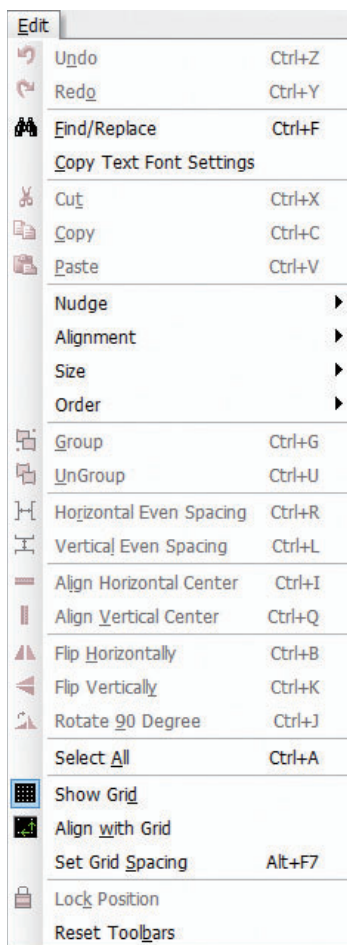 Edit
Undo Ctrl+Z
Redo Ctrl+Y
Find/Replace Ctrl+F
Copy Text Font Settings
Cut Ctrl+X
Copy Ctrl+C
Paste Ctrl+V
Nudge
Alignment
Size
Order
Group Ctrl+G
UnGroup Ctrl+U
Horizontal Even Spacing Ctrl+R
Vertical Even Spacing Ctrl+L
Align Horizontal Center Ctrl+I
Align Vertical Center Ctrl+Q
Flip Horizontally Ctrl+B
Flip Vertically Ctrl+K
Rotate 90 Degree Ctrl+J
Select All Ctrl+A
Show Grid
Align with Grid
Set Grid Spacing Alt+F7
Lock Position
Reset Toolbars